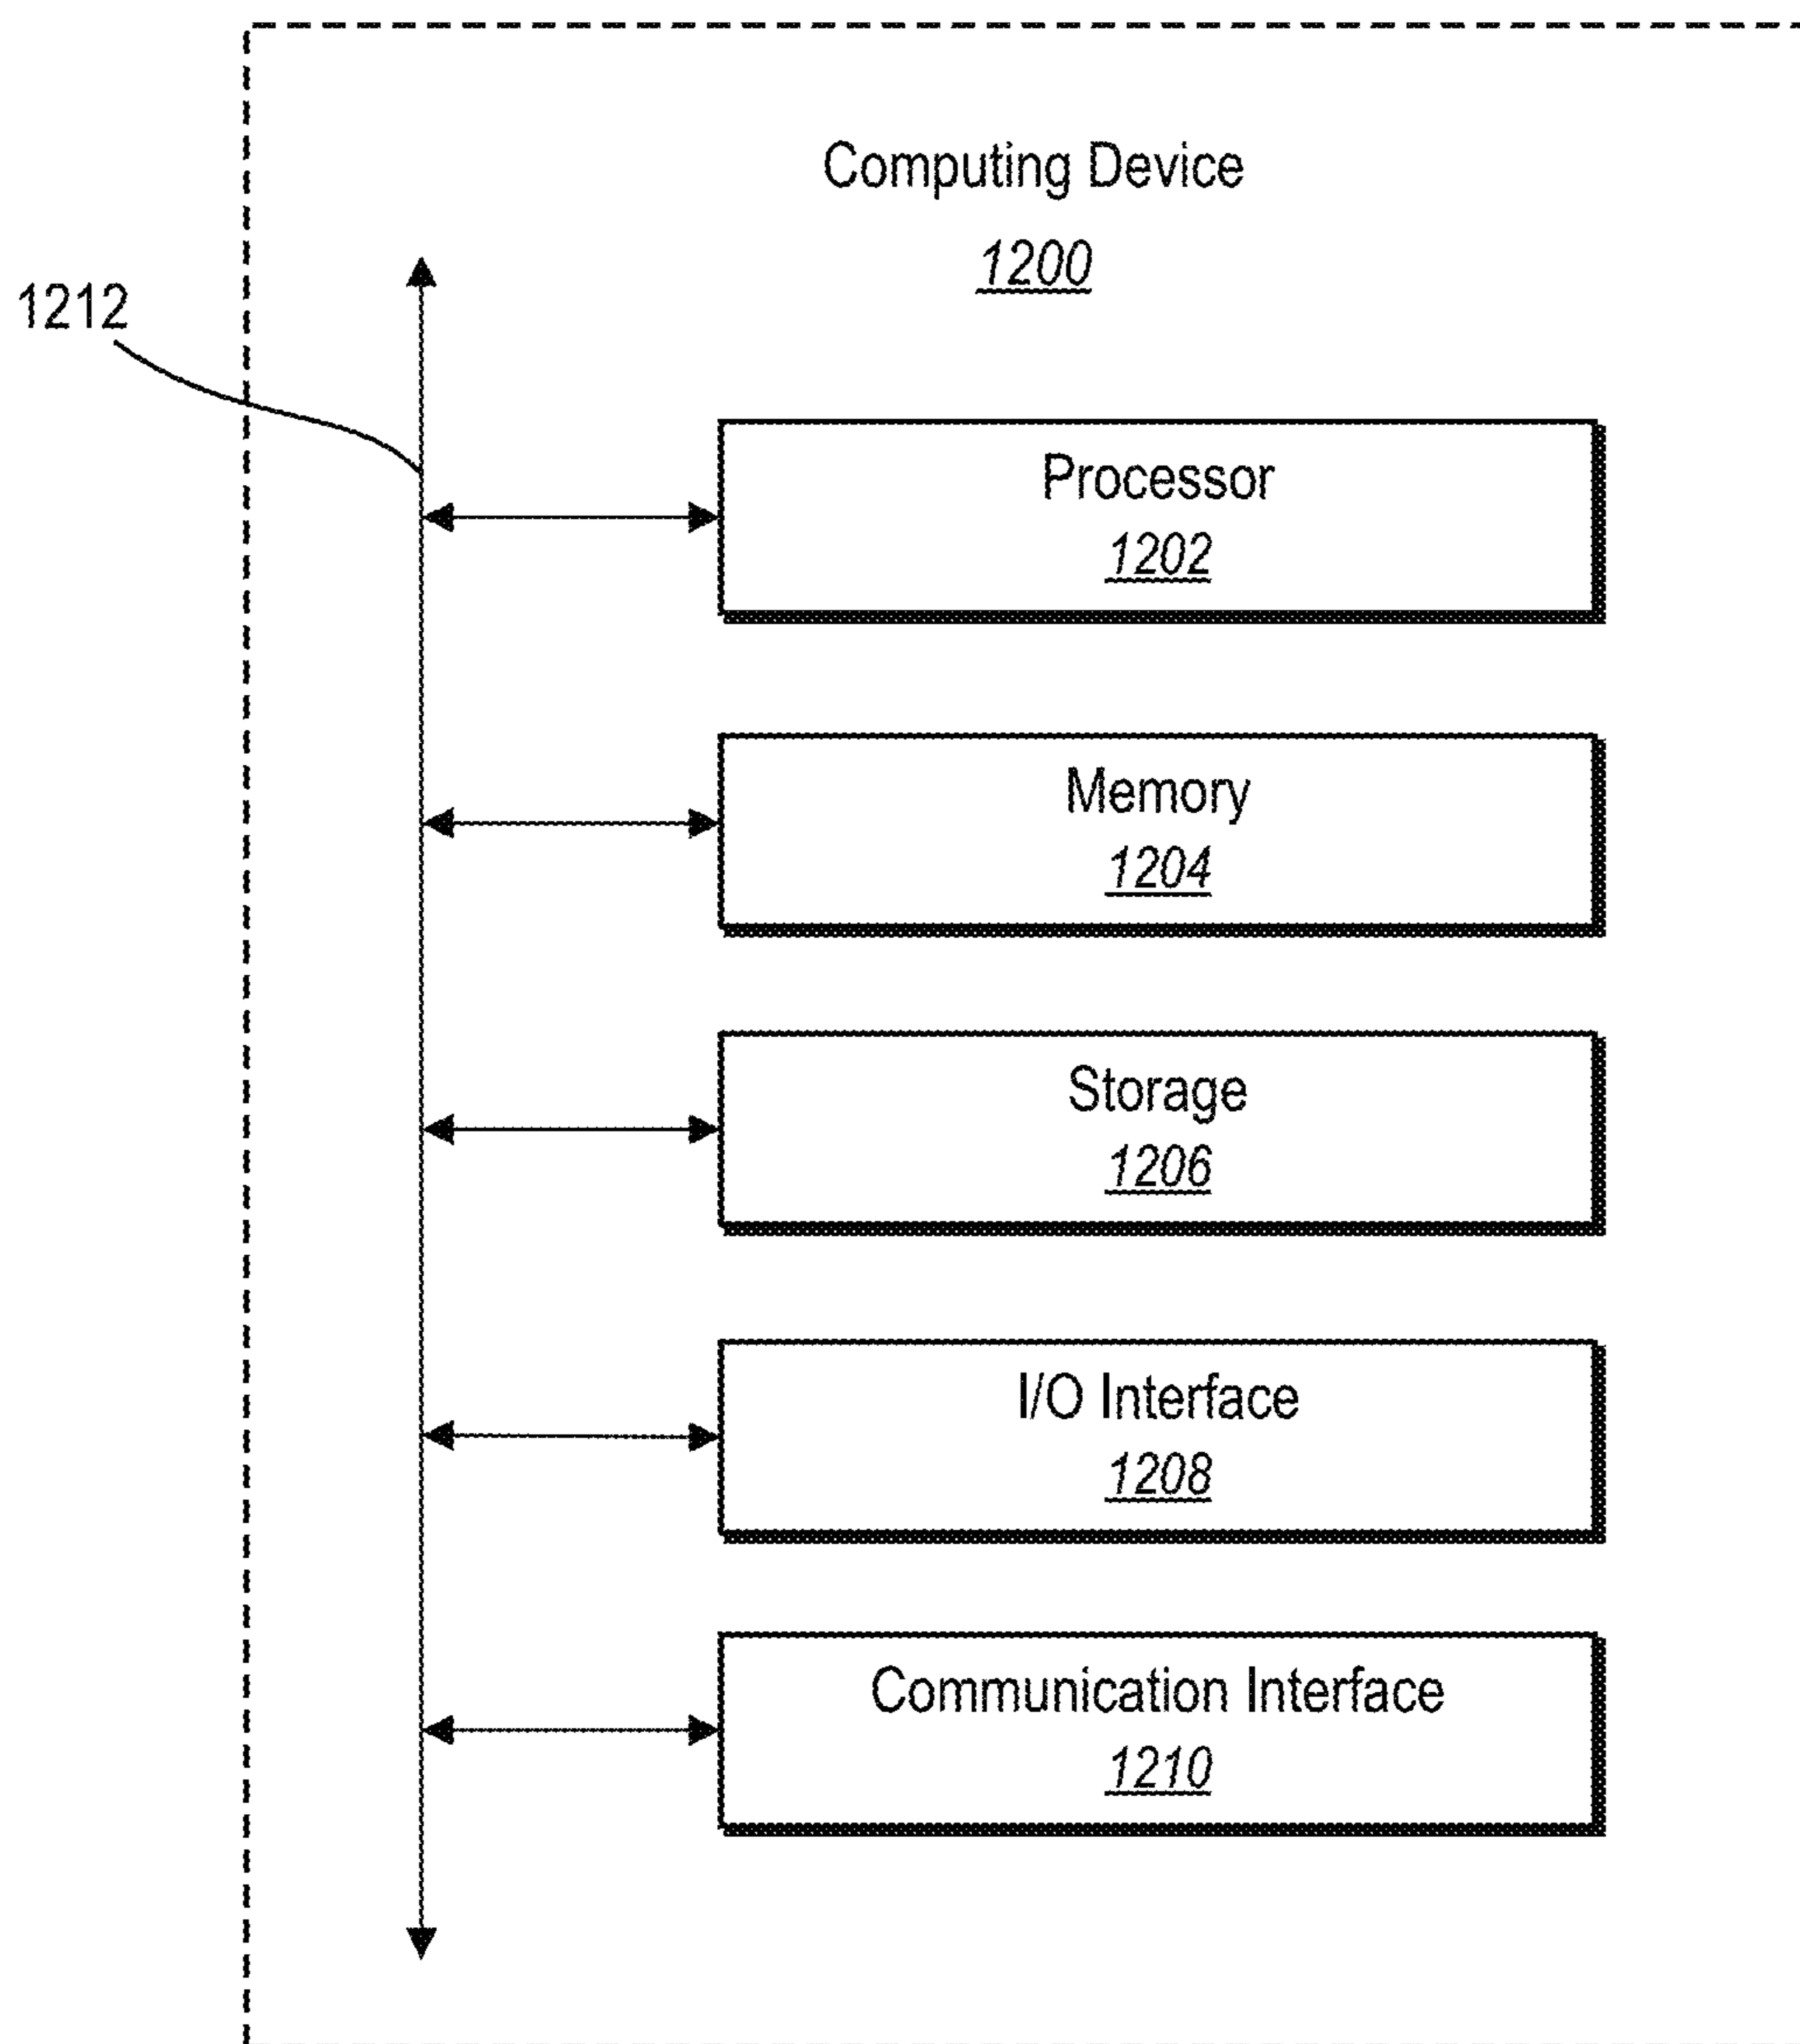 Computing Device
1200
1212
Processor
1202
Memory
1204
Storage
1206
I/O Interface
1208
Communication Interface
1210